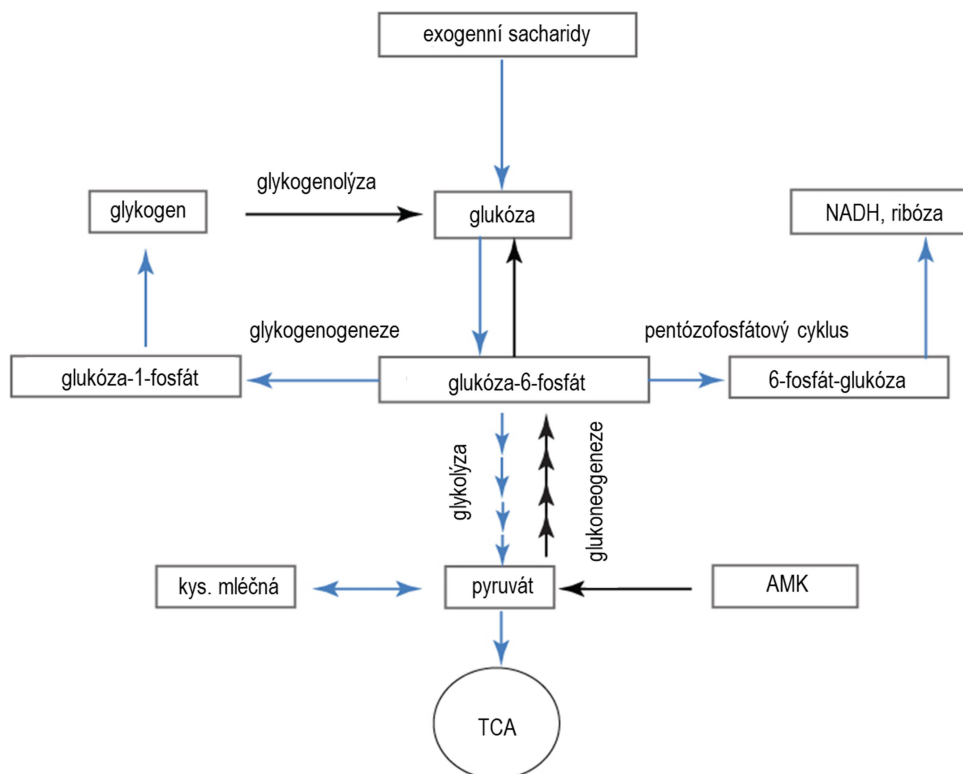 exogenní sacharidy
glykogenolýza
glykogen
glukóza
NADH, ribóza
glykogenogeneze
pentózofosfátový cyklus
glukóza-1-fosfát
glukóza-6-fosfát
6-fosfát-glukóza
glykolýza
glukoneogeneze
kys. mléčná
pyruvát
AMK
TCA